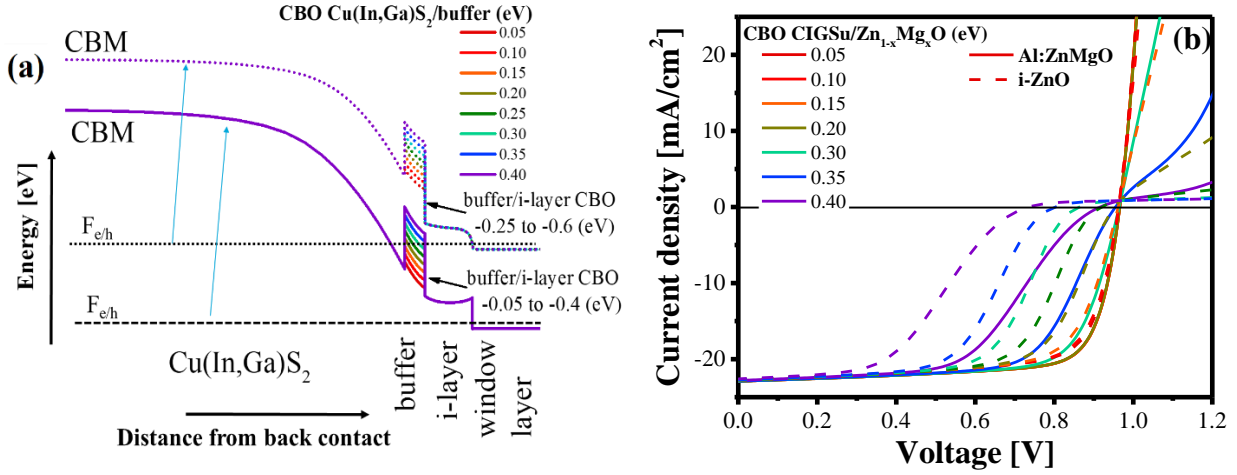 (a)
CBO Cu(In,Ga)S2/buffer (eV)
0.05
0.10
0.15
0.20
0.25
0.30
0.35
0.40
CBM
CBM
Energy [eV]
Fe/h
Fe/h
buffer/i-layer CBO
-0.25 to -0.6 (eV)
buffer/i-layer CBO
-0.05 to -0.4 (eV)
Cu(In,Ga)S2
buffer
i-layer
window
layer
Distance from back contact
(b)
CBO CIGSu/Zn1-xMgxO (eV)
0.05
0.10
0.15
0.20
0.30
0.35
0.40
Al:ZnMgO
i-ZnO
Current density [mA/cm2]
20
10
0
-10
-20
0.0 0.2 0.4 0.6 0.8 1.0 1.2
Voltage [V]